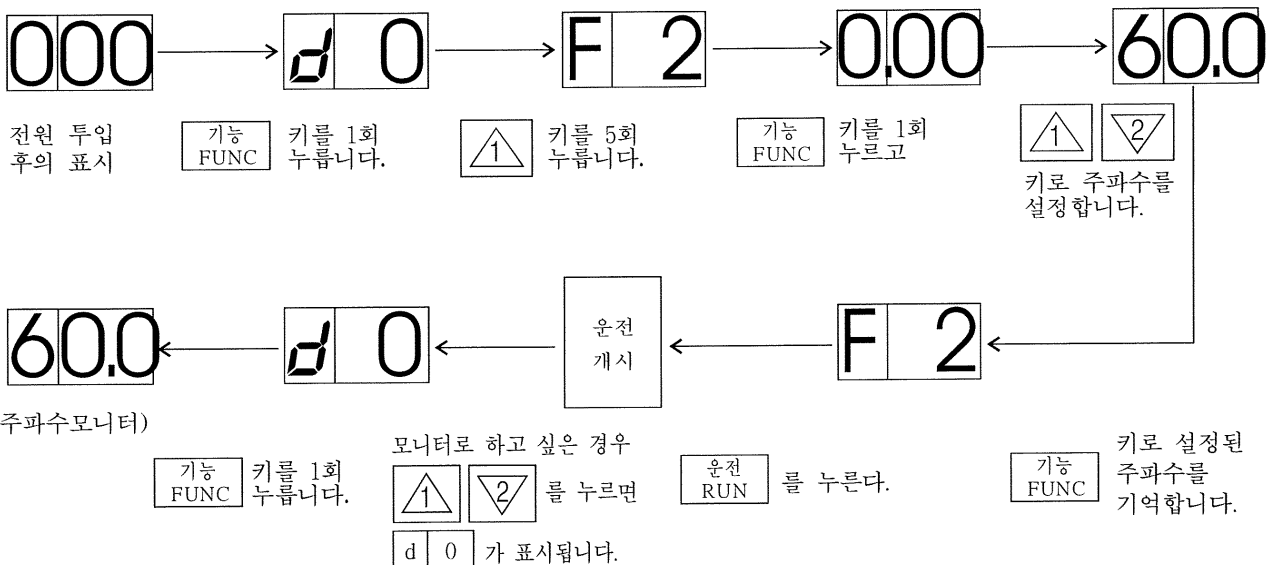 000
d 0
F 2
0.00
60.0
전원 투입
후의 표시
기능
FUNC
키를 1회
누릅니다.
1
키를 5회
누릅니다.
기능
FUNC
키를 1회
누르고
1
2
키로 주파수를
설정합니다.
60.0
d 0
운전
개시
F 2
주파수모니터)
기능
FUNC
키를 1회
누릅니다.
모니터로 하고 싶은 경우
1
2
를 누르면
d 0 가 표시됩니다.
운전
RUN
를 누른다.
기능
FUNC
키로 설정된
주파수를
기억합니다.